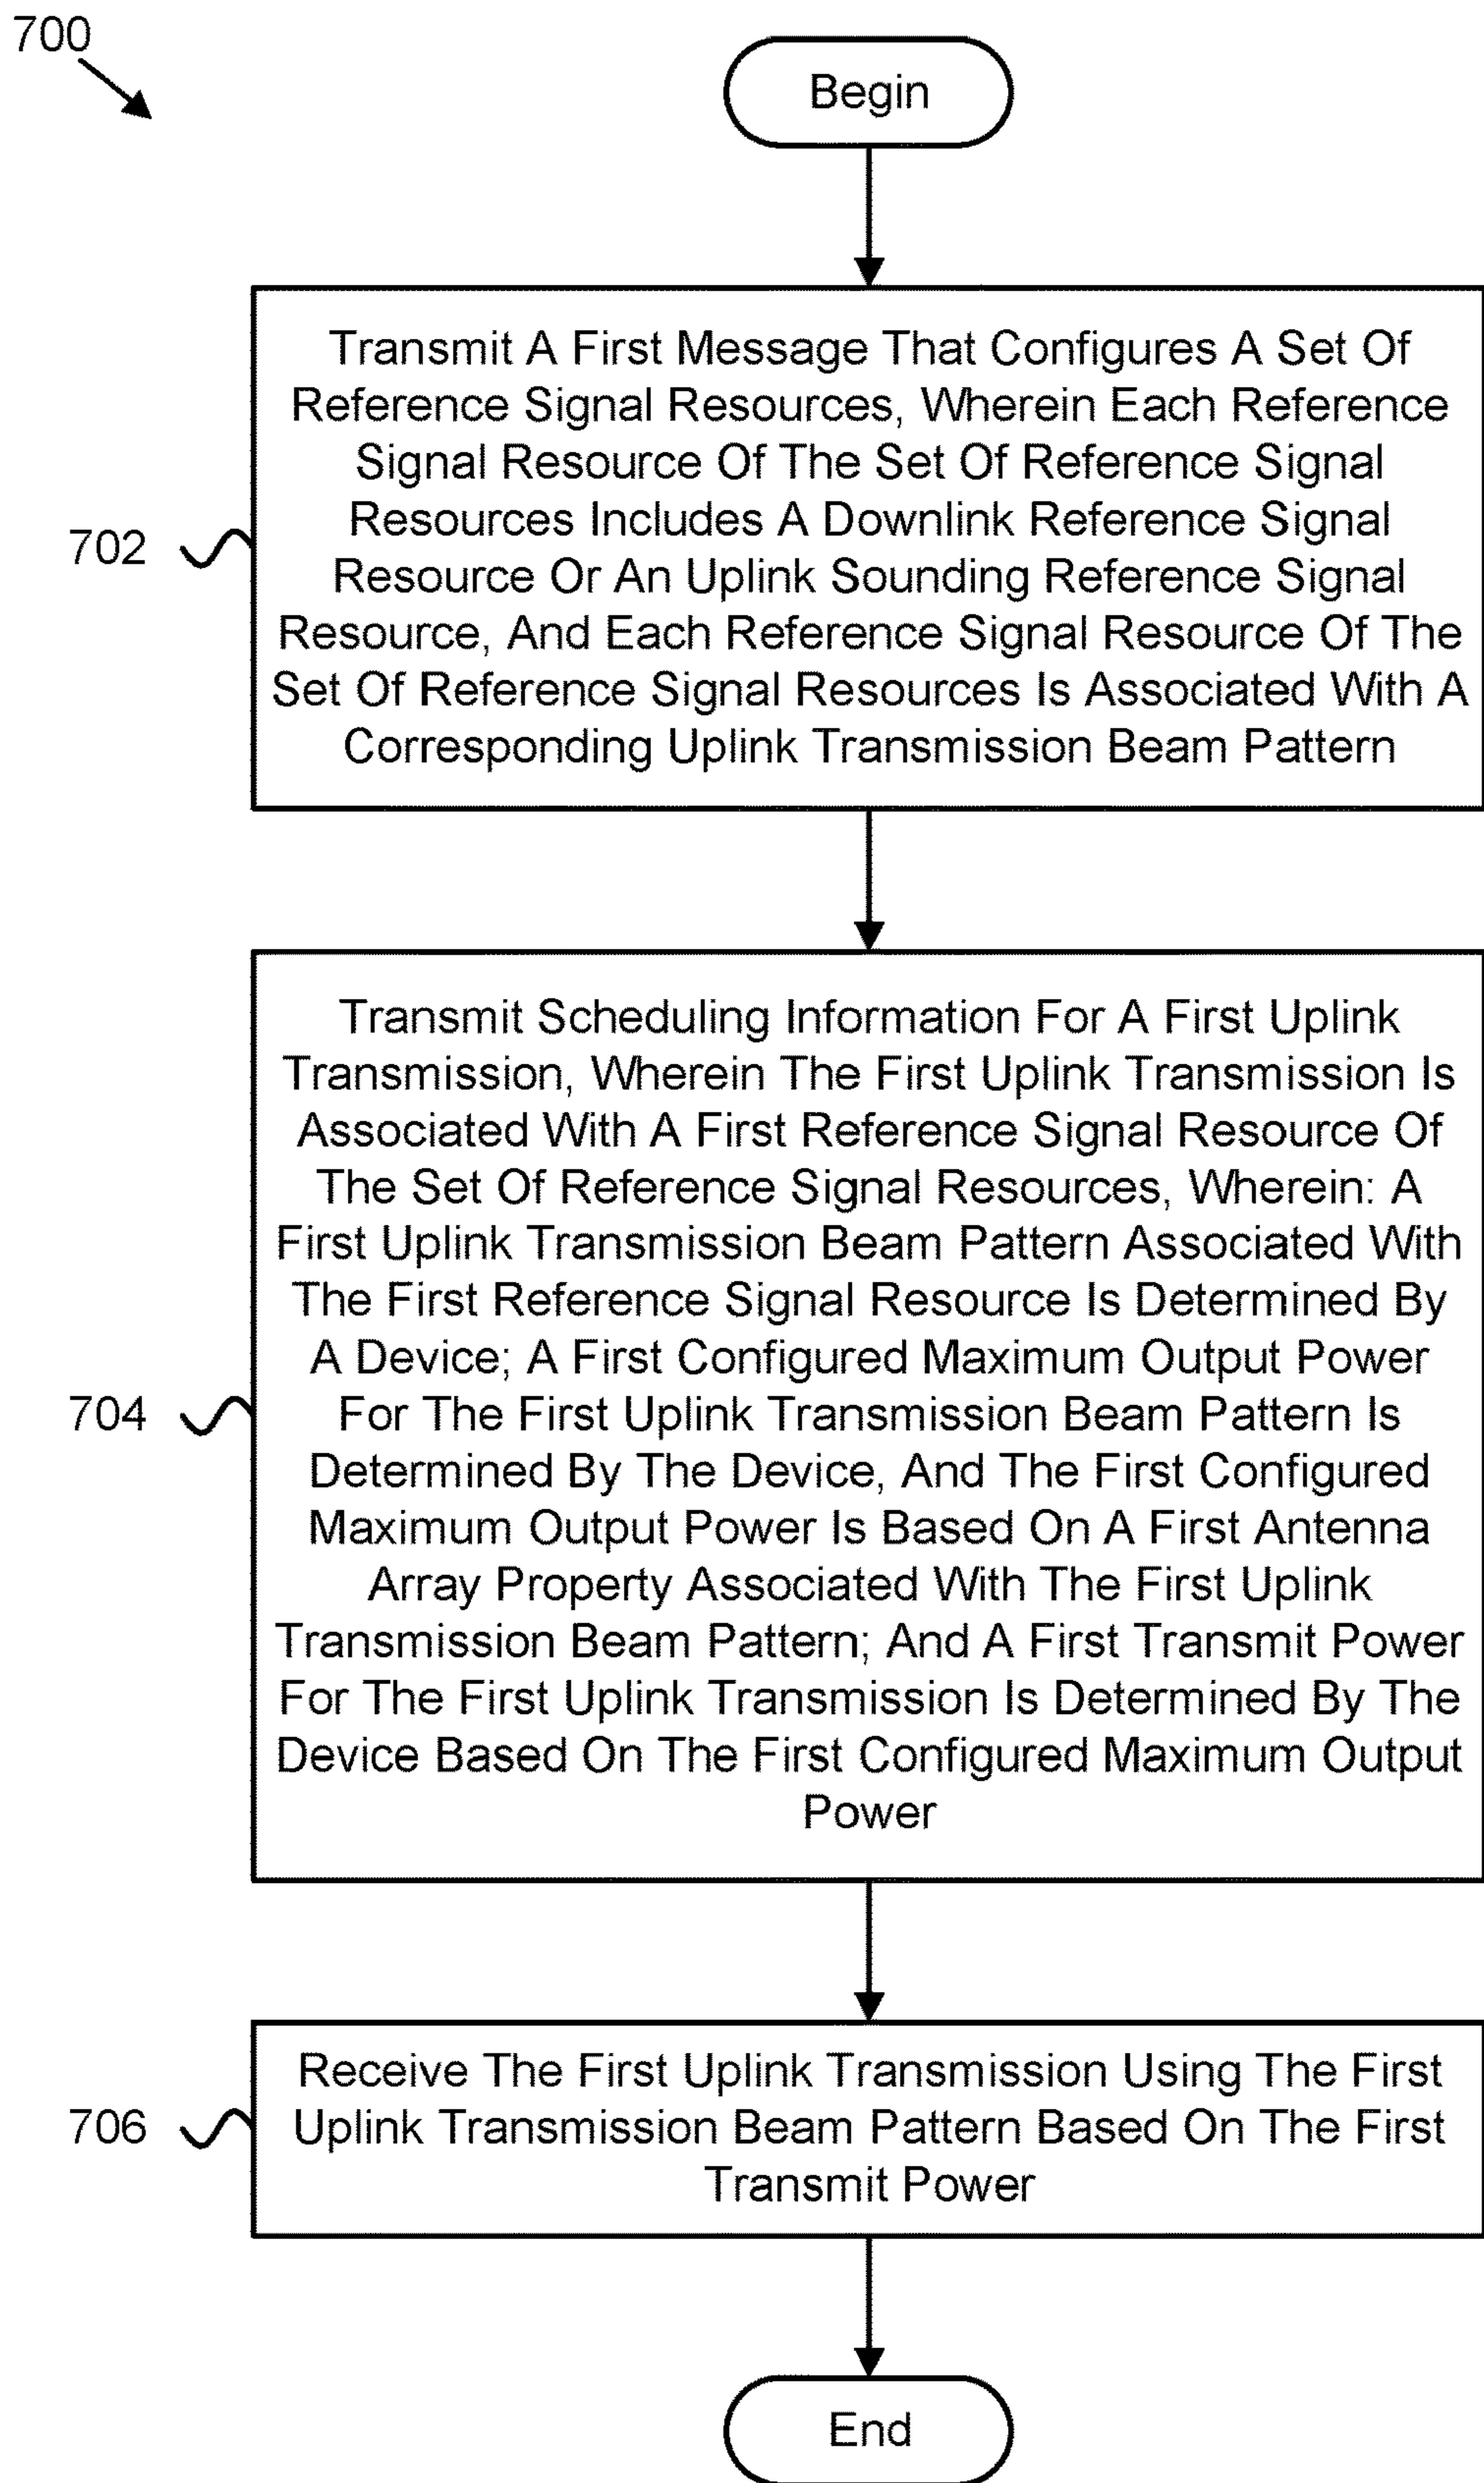 700
Begin
Transmit A First Message That Configures A Set Of
Reference Signal Resources, Wherein Each Reference
Signal Resource Of The Set Of Reference Signal
Resources Includes A Downlink Reference Signal
Resource Or An Uplink Sounding Reference Signal
Resource, And Each Reference Signal Resource Of The
Set Of Reference Signal Resources Is Associated With A
Corresponding Uplink Transmission Beam Pattern
702
Transmit Scheduling Information For A First Uplink
Transmission, Wherein The First Uplink Transmission Is
Associated With A First Reference Signal Resource Of
The Set Of Reference Signal Resources, Wherein: A
First Uplink Transmission Beam Pattern Associated With
The First Reference Signal Resource Is Determined By
A Device; A First Configured Maximum Output Power
For The First Uplink Transmission Beam Pattern Is
Determined By The Device, And The First Configured
Maximum Output Power Is Based On A First Antenna
Array Property Associated With The First Uplink
Transmission Beam Pattern; And A First Transmit Power
For The First Uplink Transmission Is Determined By The
Device Based On The First Configured Maximum Output
Power
704
Receive The First Uplink Transmission Using The First
Uplink Transmission Beam Pattern Based On The First
Transmit Power
706
End